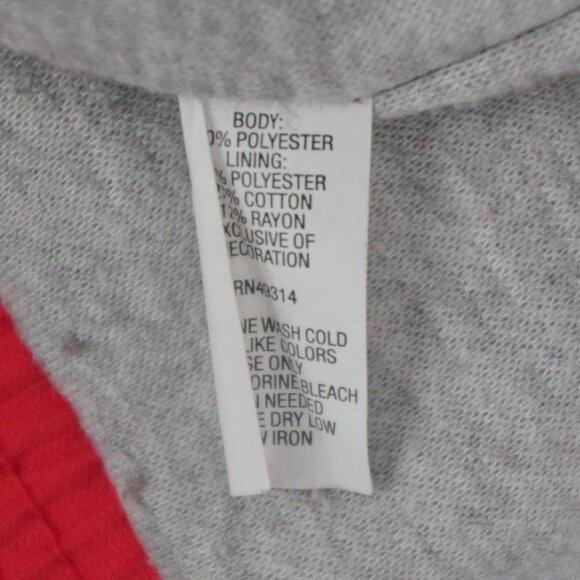 BODY:
0% POLYESTER
LINING:
% POLYESTER
% COTTON
12% RAYON
XCLUSIVE OF
ECORATION
RN49314
NE WASH COLD
LIKE COLORS
SE ONLY
ORINE BLEACH
N NEEDED
E DRY LOW
W IRON